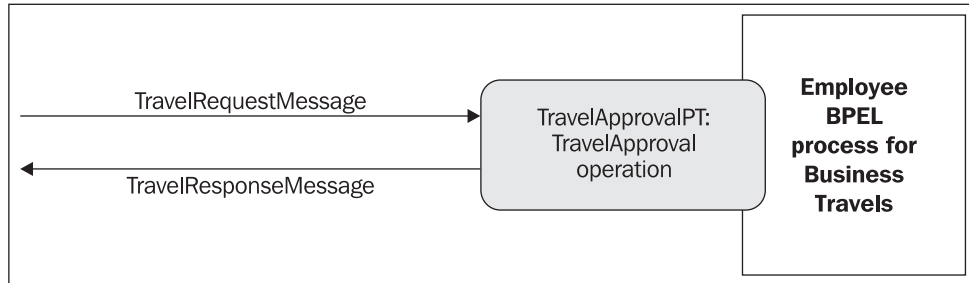 TravelRequestMessage
TravelResponseMessage
TravelApprovalPT:
TravelApproval
operation
Employee
BPEL
process for
Business
Travels